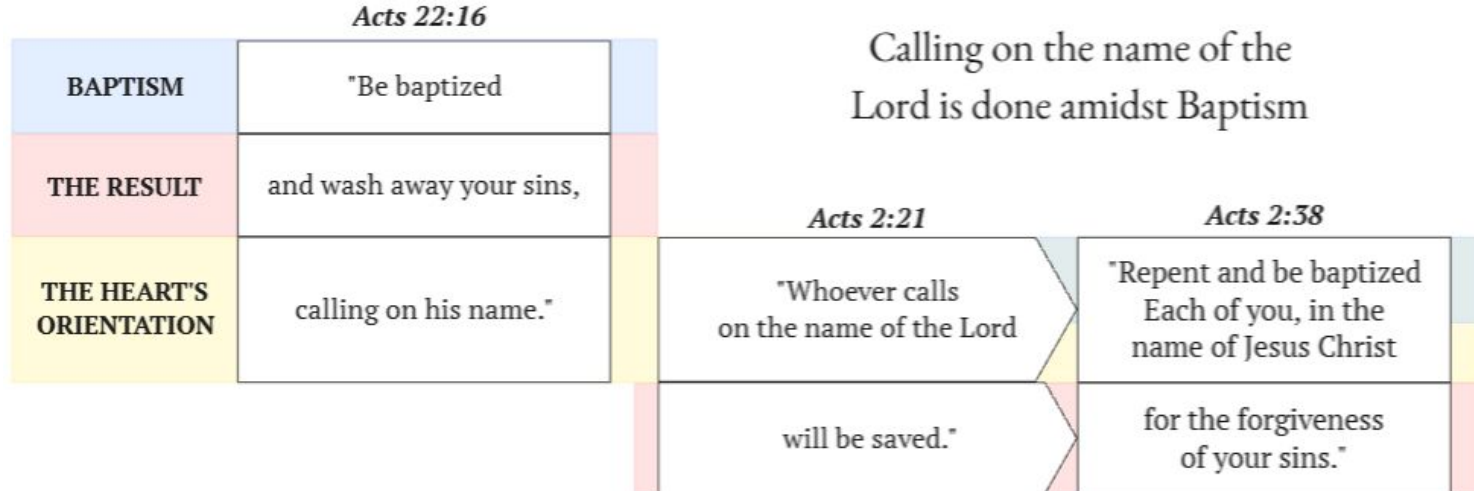 Acts 22:16
Calling on the name of the
Lord is done amidst Baptism
BAPTISM
"Be baptized
THE RESULT
and wash away your sins,
THE HEART'S
ORIENTATION
calling on his name."
Acts 2:21
"Whoever calls
on the name of the Lord
will be saved."
Acts 2:38
"Repent and be baptized
Each of you, in the
name of Jesus Christ
for the forgiveness
of your sins."